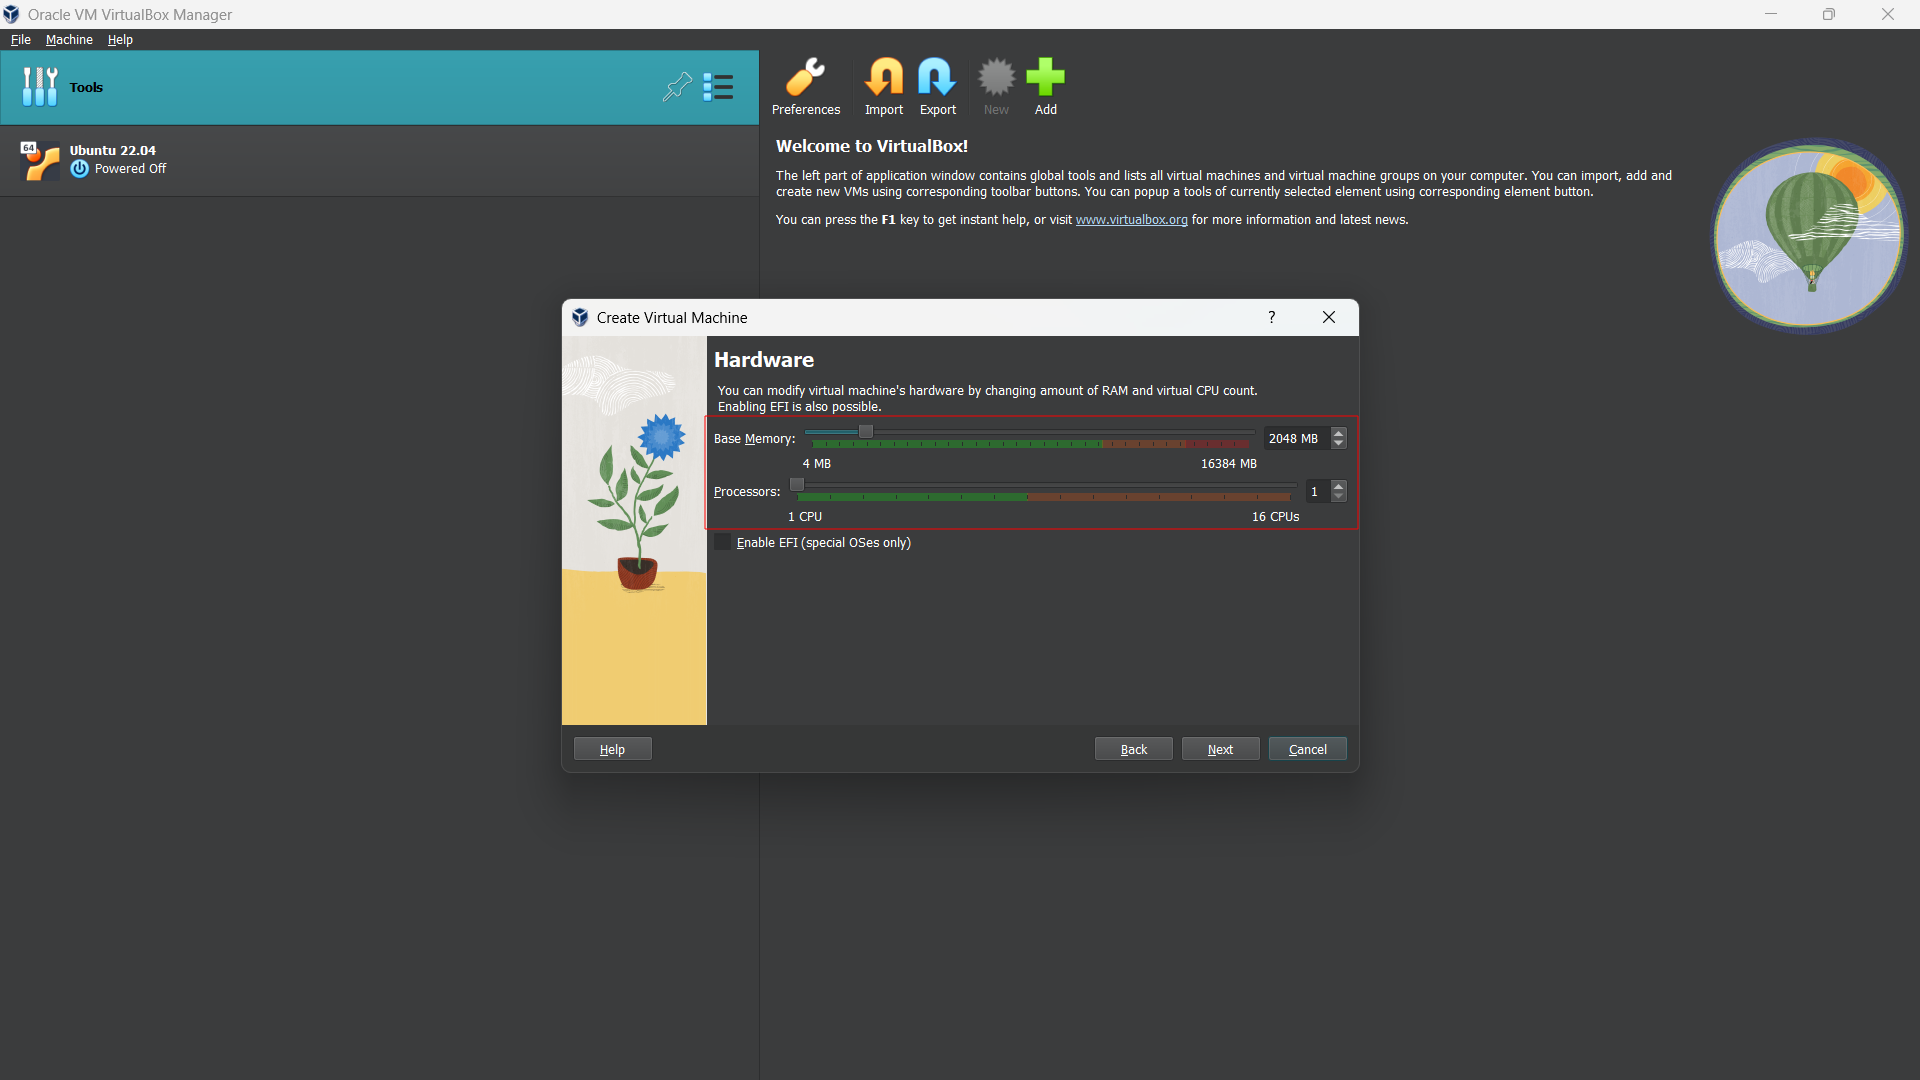 Oracle VM VirtualBox Manager
File Machine Help
Tools
64
Ubuntu 22.04
Powered Off
Preferences Import Export New Add
Welcome to VirtualBox!
The left part of application window contains global tools and lists all virtual machines and virtual machine groups on your computer. You can import, add and
create new VMs using corresponding toolbar buttons. You can popup a tools of currently selected element using corresponding element button.
You can press the F1 key to get instant help, or visit www.virtualbox.org for more information and latest news.
Create Virtual Machine ?
Hardware
You can modify virtual machine's hardware by changing amount of RAM and virtual CPU count.
Enabling EFI is also possible.
Base Memory: 2048 MB
4 MB 16384 MB
Processors: 1
1 CPU 16 CPUs
Enable EFI (special OSes only)
Help Back Next Cancel